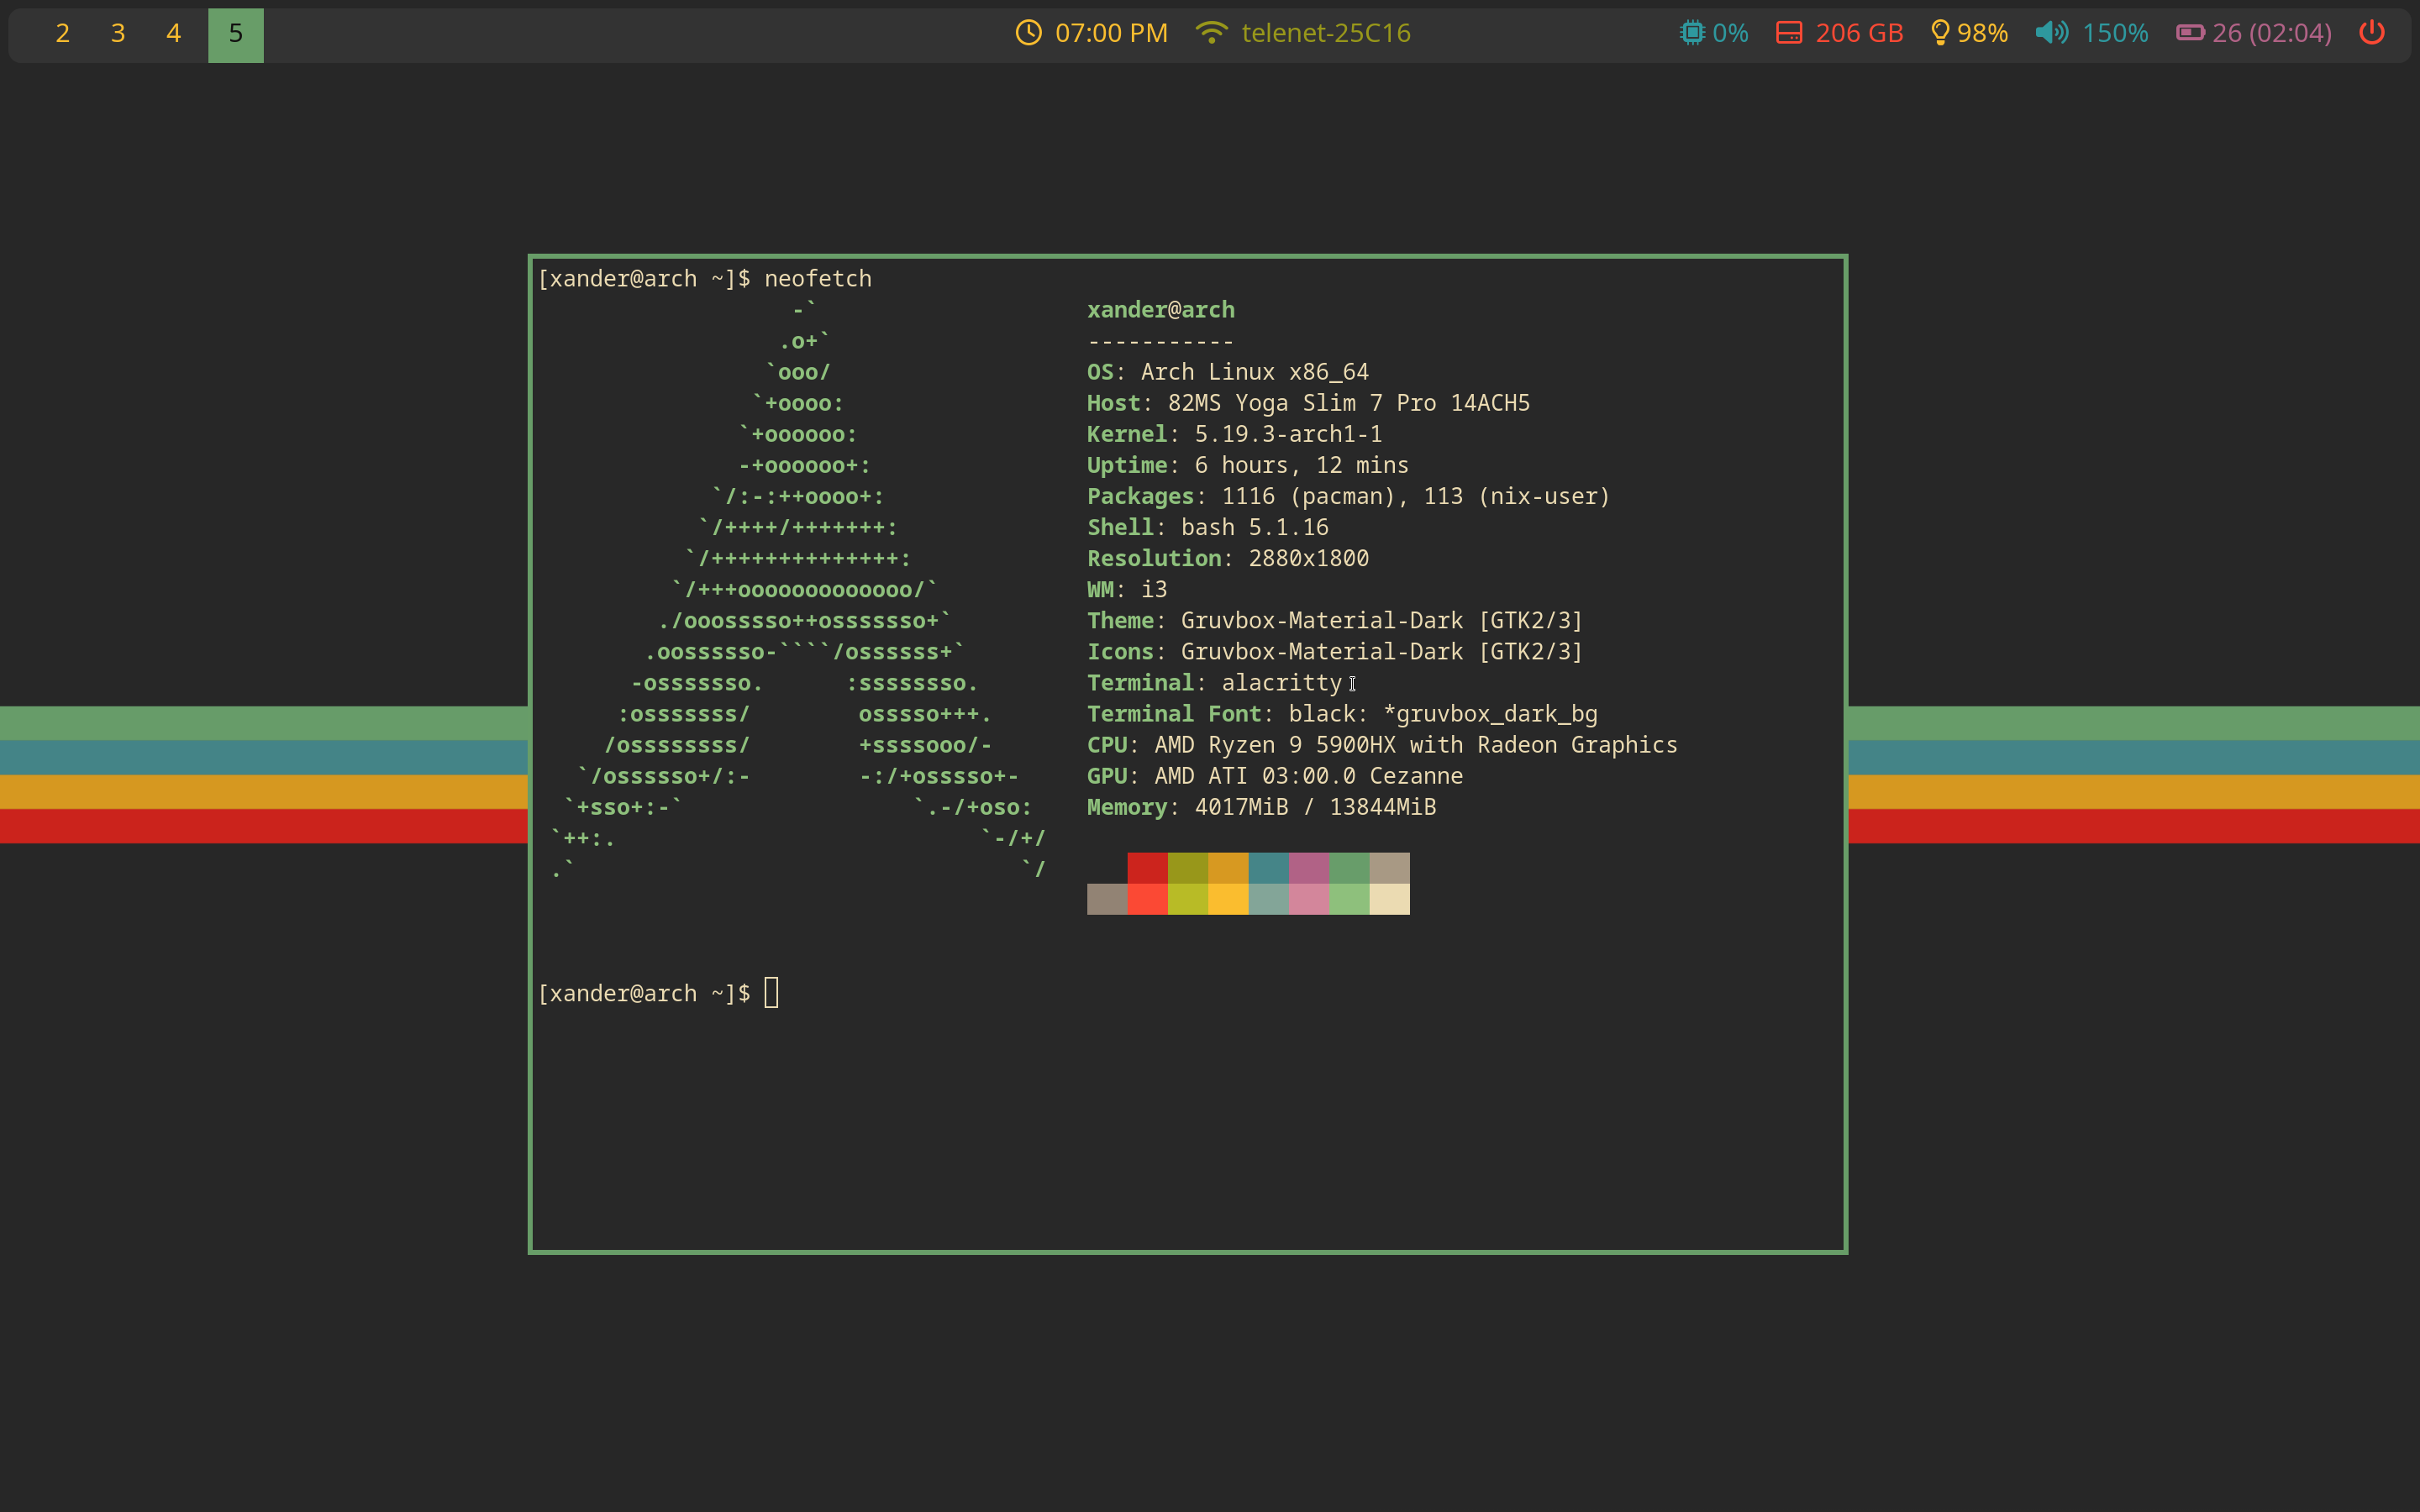 2 3 4 5 07:00 PM telenet-25C16 0% 206 GB 98% 150% 26 (02:04)
[xander@arch ~]$ neofetch
                   -`                    xander@arch
                  .o+`                   -----------
                 `ooo/                   OS: Arch Linux x86_64
                `+oooo:                  Host: 82MS Yoga Slim 7 Pro 14ACH5
               `+oooooo:                 Kernel: 5.19.3-arch1-1
               -+oooooo+:                Uptime: 6 hours, 12 mins
             `/:-:++oooo+:               Packages: 1116 (pacman), 113 (nix-user)
            `/++++/+++++++:              Shell: bash 5.1.16
           `/++++++++++++++:             Resolution: 2880x1800
          `/+++ooooooooooooo/`           WM: i3
         ./ooosssso++osssssso+`          Theme: Gruvbox-Material-Dark [GTK2/3]
        .oossssso-````/ossssss+`         Icons: Gruvbox-Material-Dark [GTK2/3]
       -osssssso.      :ssssssso.        Terminal: alacritty
      :osssssss/        osssso+++.       Terminal Font: black: *gruvbox_dark_bg
     /ossssssss/        +ssssooo/-       CPU: AMD Ryzen 9 5900HX with Radeon Graphics
   `/ossssso+/:-        -:/+osssso+-     GPU: AMD ATI 03:00.0 Cezanne
  `+sso+:-`                 `.-/+oso:    Memory: 4017MiB / 13844MiB
 `++:.                           `-/+/
 .`                                 `/
[xander@arch ~]$